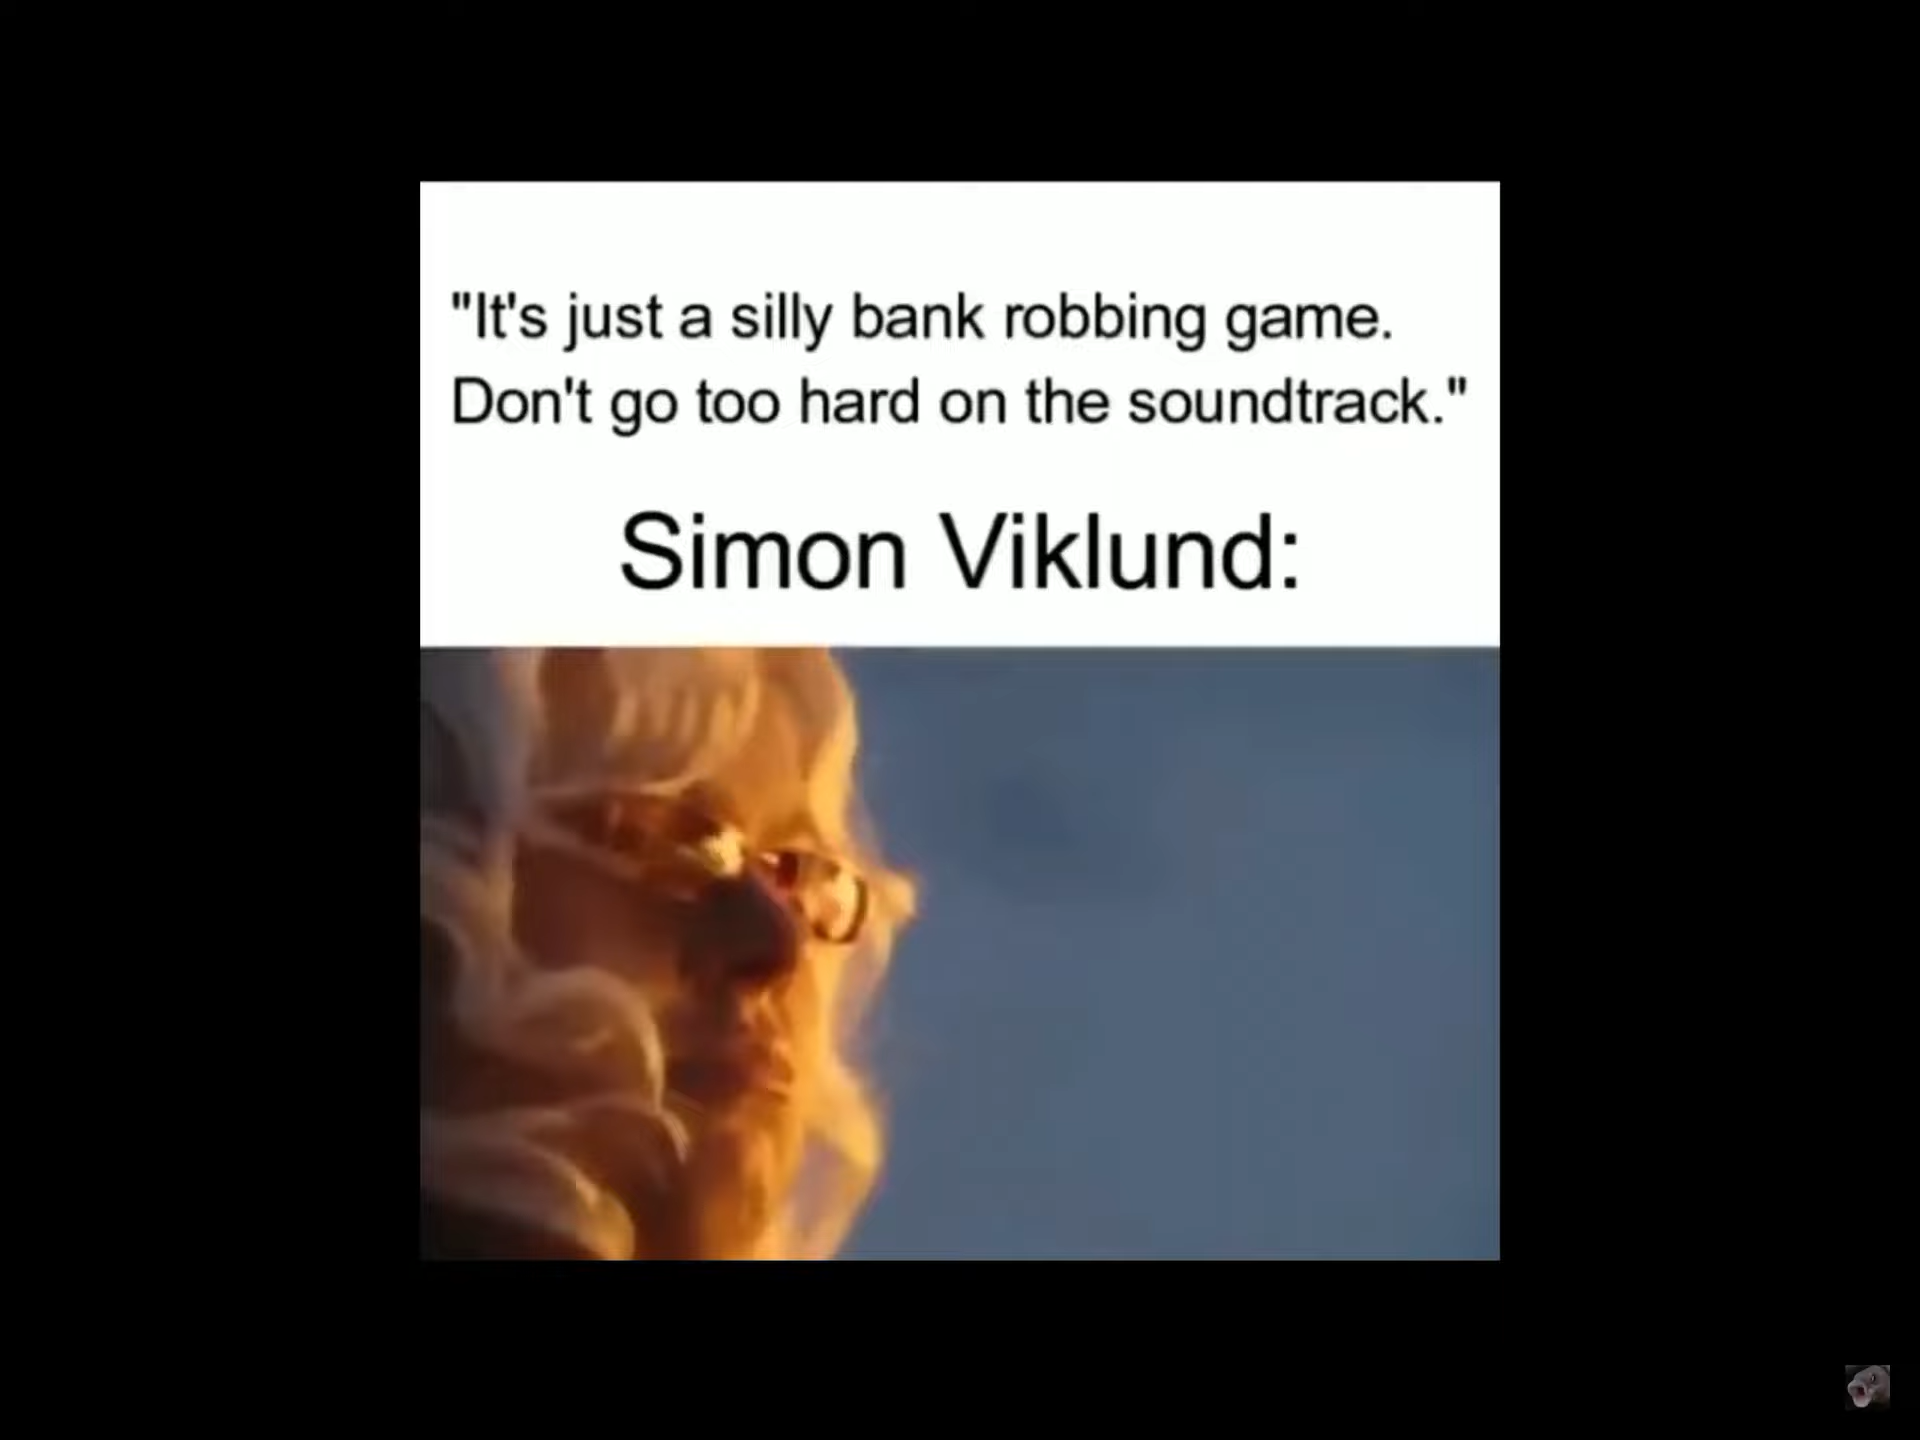 "It's just a silly bank robbing game.
Don't go too hard on the soundtrack."
Simon Viklund: